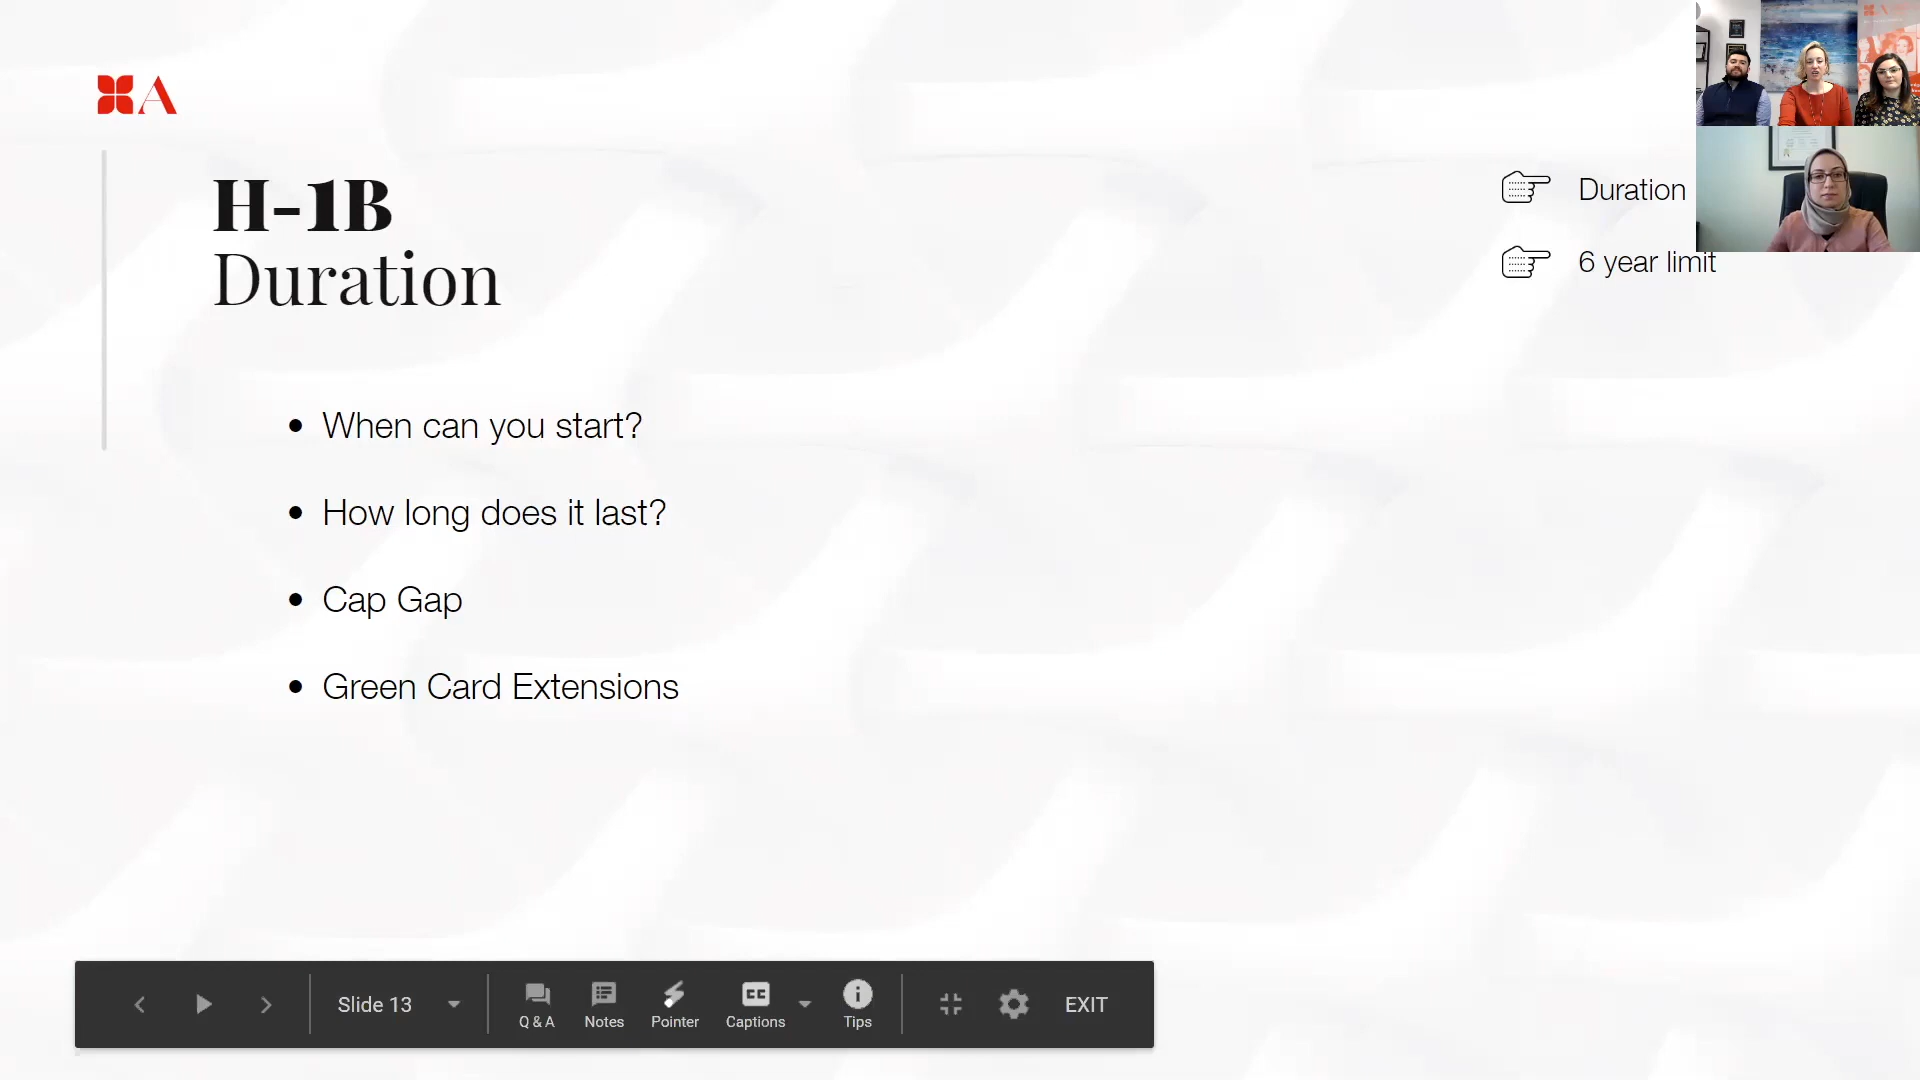 A
H-1B
Duration
Duration
6 year limit
• When can you start?
• How long does it last?
• Cap Gap
• Green Card Extensions
Slide 13
Q & A
Notes
Pointer
CC
Captions
Tips
EXIT